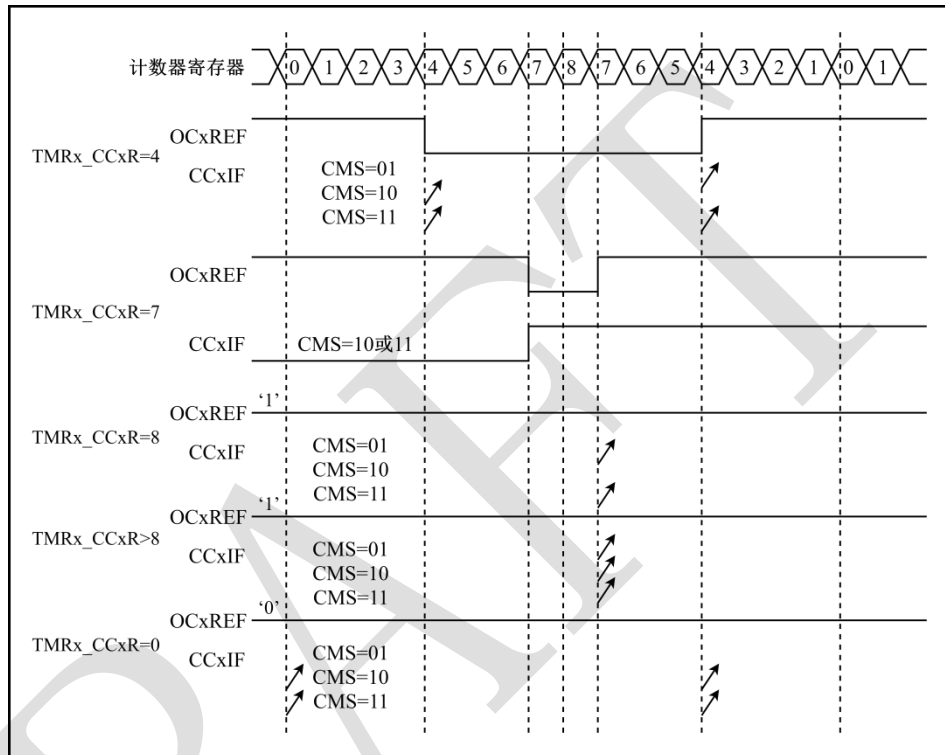 计数器寄存器 0 1 2 3 4 5 6 7 8 7 6 5 4 3 2 1 0 1
OCxREF
TMRx_CCxR=4
CCxIF
CMS=01
CMS=10
CMS=11
OCxREF
TMRx_CCxR=7
CCxIF
CMS=10或11
OCxREF ‘1’
TMRx_CCxR=8
CCxIF
CMS=01
CMS=10
CMS=11
OCxREF ‘1’
TMRx_CCxR>8
CCxIF
CMS=01
CMS=10
CMS=11
OCxREF ‘0’
TMRx_CCxR=0
CCxIF
CMS=01
CMS=10
CMS=11